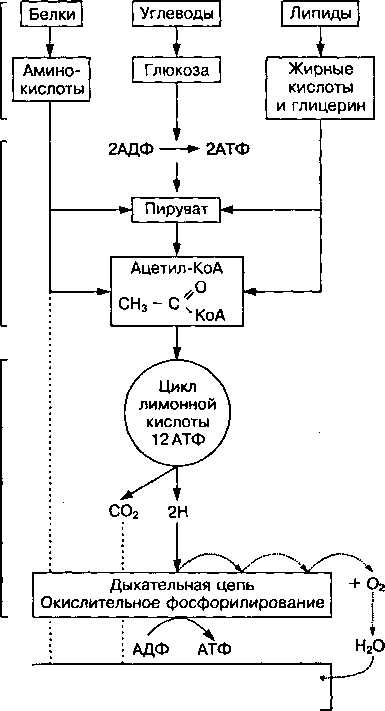 Белки
Углеводы
Липиды
Амино-
кислоты
Глюкоза
Жирные
кислоты
и глицерин
2АДФ → 2АТФ
Пируват
Ацетил-КоА
CH₃ – C
O
КоА
Цикл
лимонной
кислоты
12 АТФ
CO₂
2H
Дыхательная цепь
Окислительное фосфорилирование
+ O₂
АДФ
АТФ
H₂O